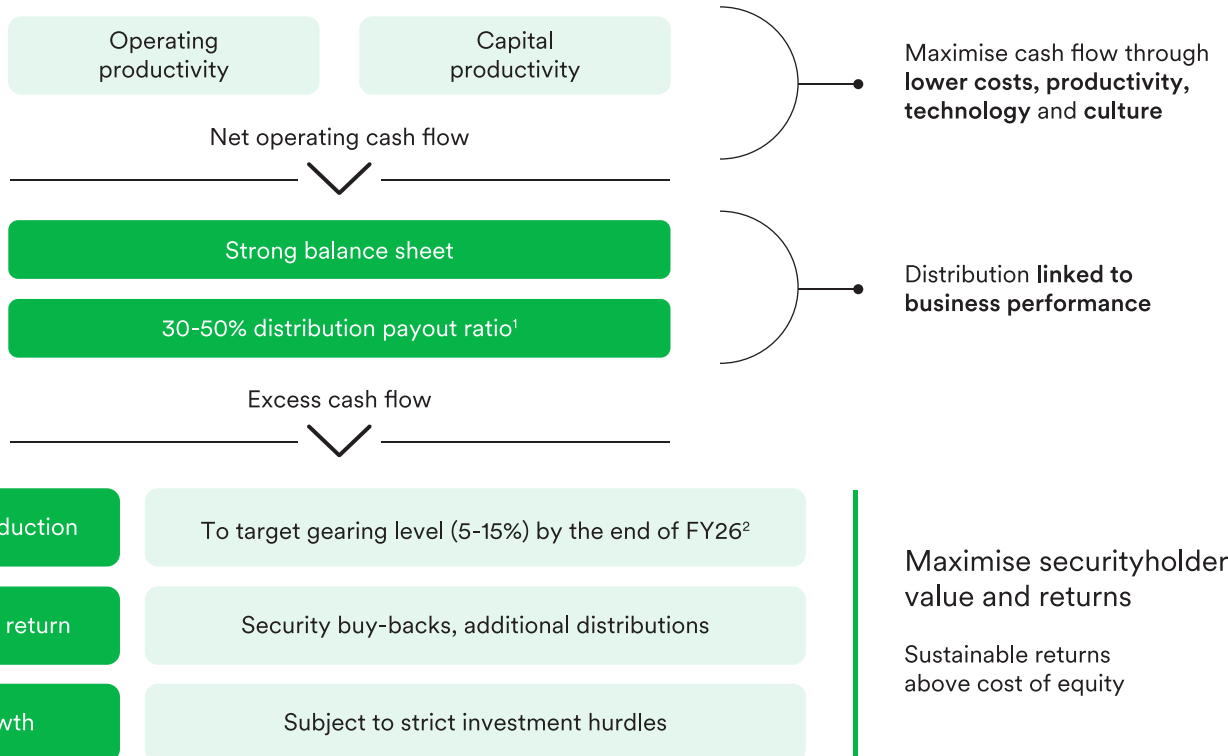 Operating
productivity
Capital
productivity
Maximise cash flow through
lower costs, productivity,
technology and culture
Net operating cash flow
Strong balance sheet
30-50% distribution payout ratio¹
Distribution linked to
business performance
Excess cash flow
To target gearing level (5-15%) by the end of FY26²
return
Security buy-backs, additional distributions
Subject to strict investment hurdles
Maximise securityholder
value and returns
Sustainable returns
above cost of equity